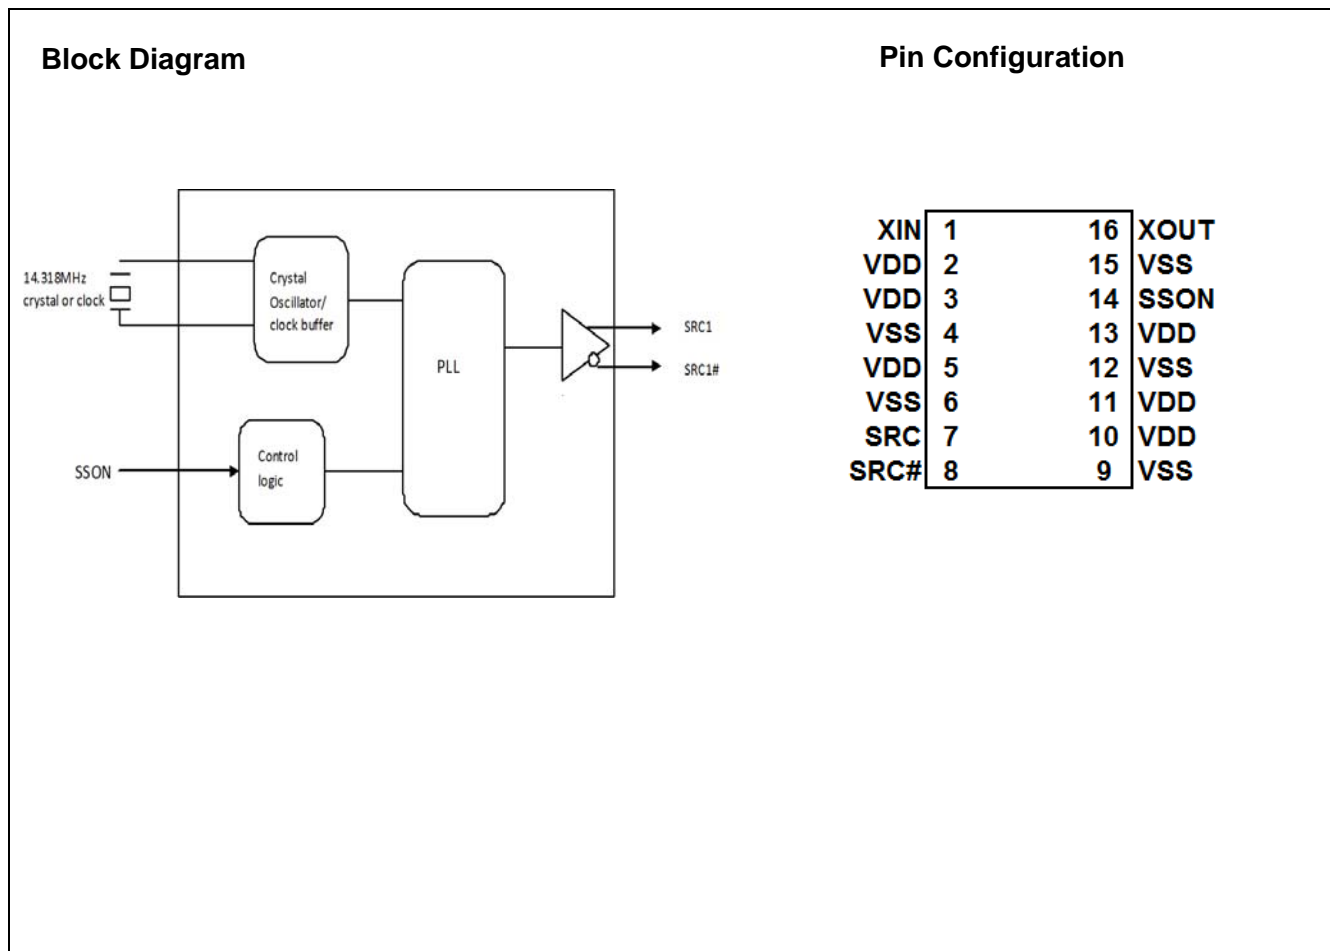 Block Diagram
14.318MHz
crystal or clock
Crystal
Oscillator/
clock buffer
PLL
SRC1
SRC1#
SSON
Control
logic
Pin Configuration
XIN 1 16 XOUT
VDD 2 15 VSS
VDD 3 14 SSON
VSS 4 13 VDD
VDD 5 12 VSS
VSS 6 11 VDD
SRC 7 10 VDD
SRC# 8 9 VSS